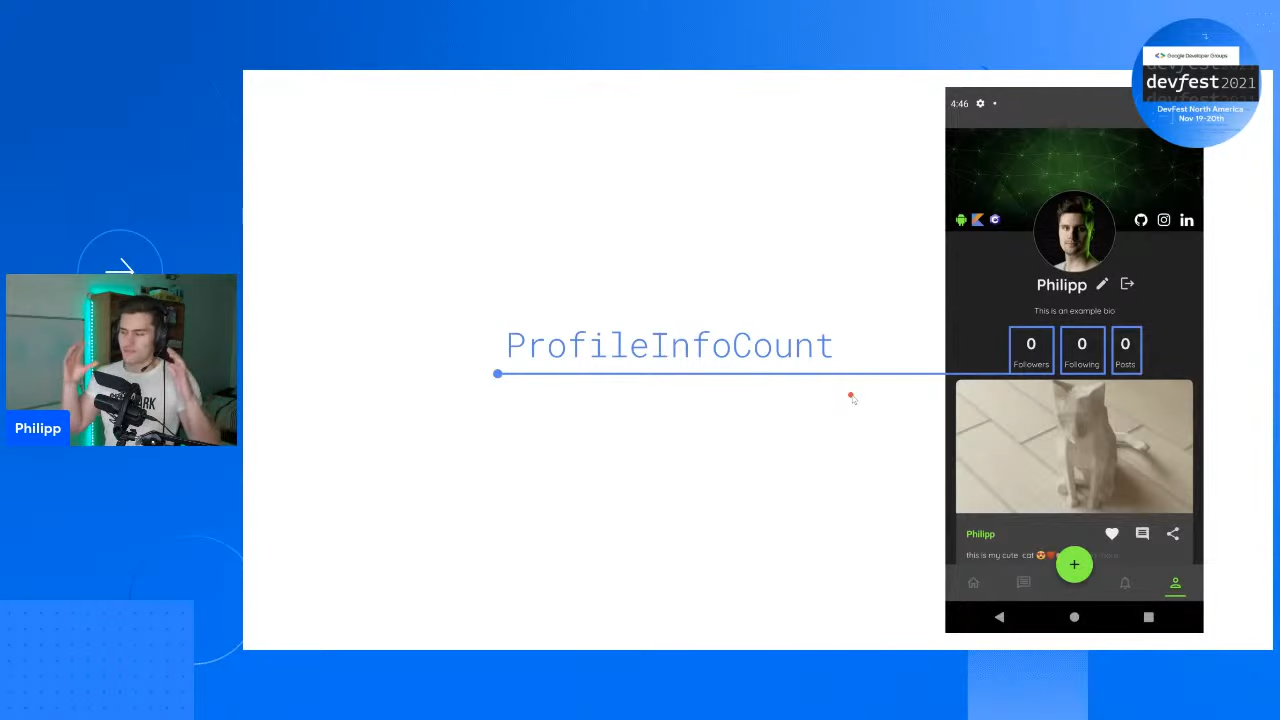 Google Developer Groups
devfest 2021
DevFest North America
Nov 19-20th
4:46
Philipp
This is an example bio
ProfileInfoCount
0 0 0
Followers Following Posts
Philipp
Philipp
this is my cute cat 😍
+